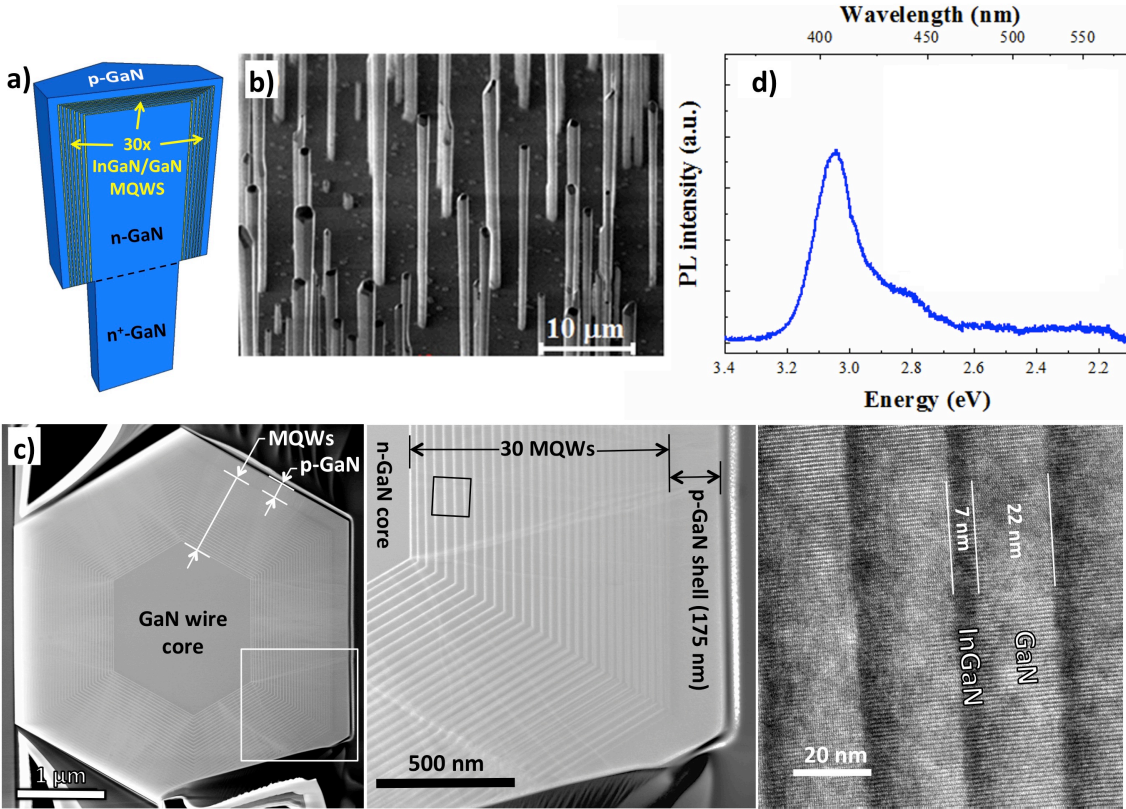 a)
p-GaN
30x
InGaN/GaN
MQWS
n-GaN
n⁺-GaN
b)
10 μm
Wavelength (nm)
400
450
500
550
d)
PL intensity (a.u.)
3.4
3.2
3.0
2.8
2.6
2.4
2.2
Energy (eV)
c)
MQWs
p-GaN
GaN wire
core
1 μm
n-GaN core
30 MQWs
p-GaN shell (175 nm)
500 nm
7 nm
22 nm
InGaN
GaN
20 nm